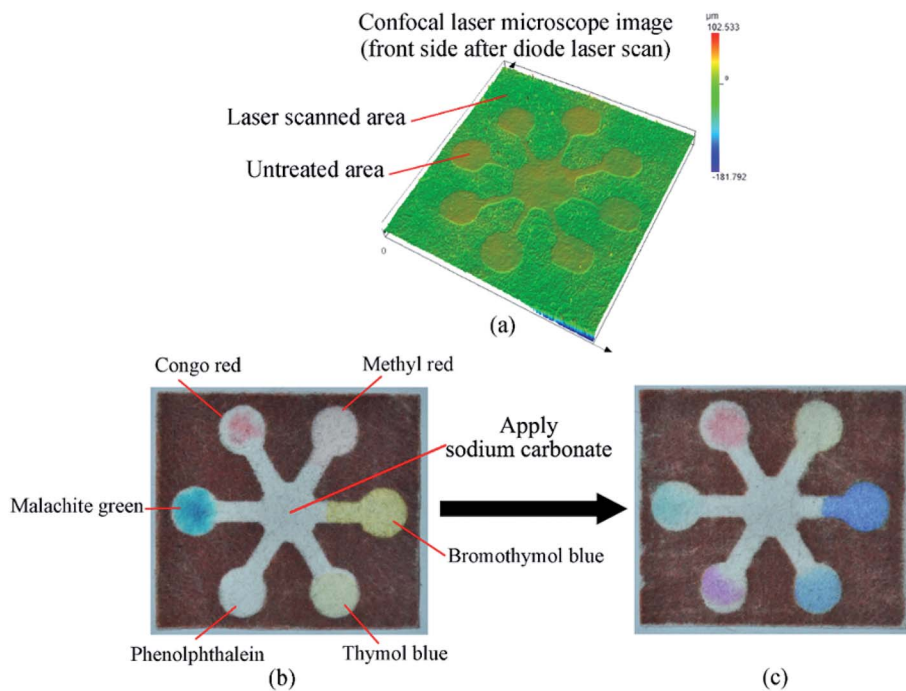 Confocal laser microscope image
(front side after diode laser scan)
µm
102.533
0
-181.792
Laser scanned area
Untreated area
0
(a)
Congo red
Methyl red
Apply
sodium carbonate
Malachite green
Bromothymol blue
Phenolphthalein
Thymol blue
(b)
(c)